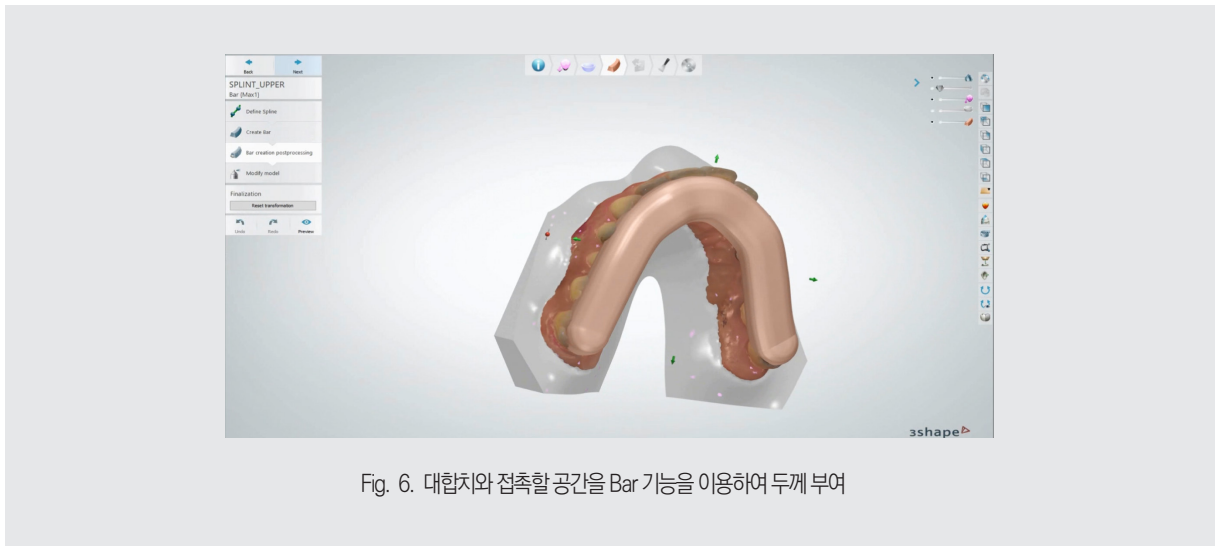 Back
Next
SPLINT_UPPER
Bar (Max1)
Define Spline
Create Bar
Bar creation postprocessing
Modify model
Finalization
Reset transformation
Undo
Redo
Preview
3shape
Fig. 6. 대합치와 접촉할 공간을 Bar 기능을 이용하여 두께 부여